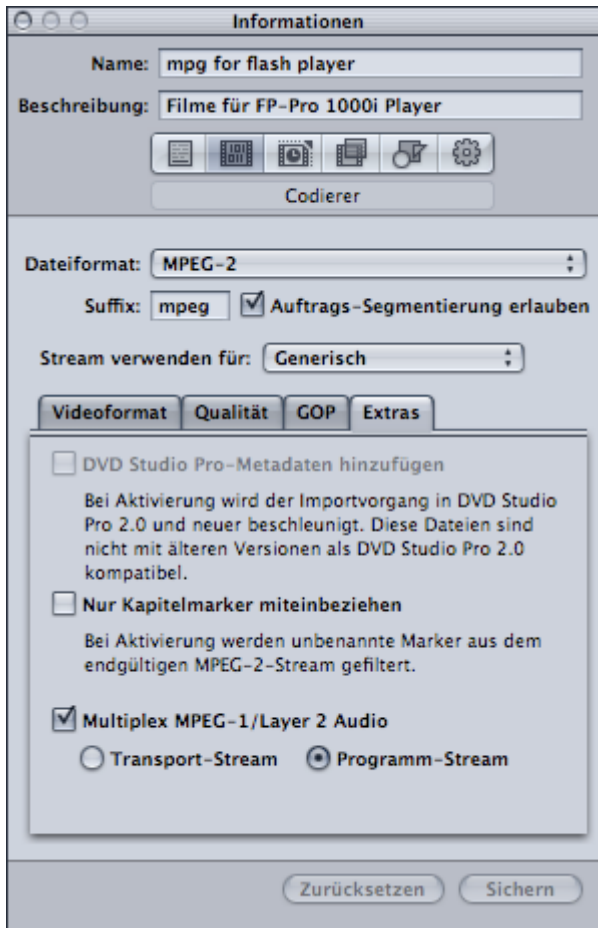 Informationen
Name: mpg for flash player
Beschreibung: Filme für FP-Pro 1000i Player
Codierer
Dateiformat: MPEG-2
Suffix: mpeg Auftrags-Segmentierung erlauben
Stream verwenden für: Generisch
Videoformat Qualität GOP Extras
DVD Studio Pro-Metadaten hinzufügen
Bei Aktivierung wird der Importvorgang in DVD Studio
Pro 2.0 und neuer beschleunigt. Diese Dateien sind
nicht mit älteren Versionen als DVD Studio Pro 2.0
kompatibel.
Nur Kapitelmarker miteinbeziehen
Bei Aktivierung werden unbenannte Marker aus dem
endgültigen MPEG-2-Stream gefiltert.
Multiplex MPEG-1/Layer 2 Audio
Transport-Stream Programm-Stream
Zurücksetzen Sichern